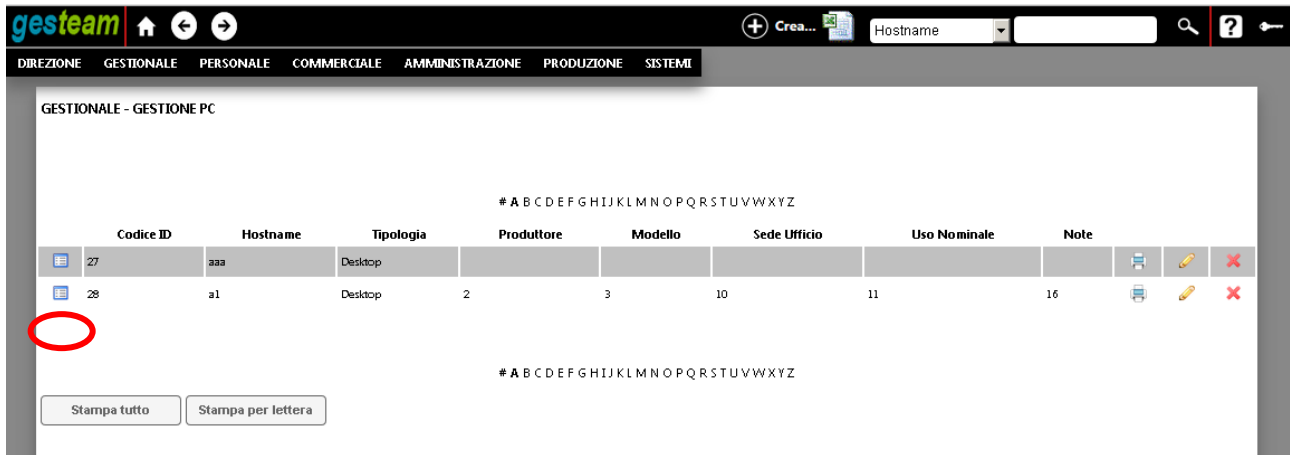 gesteam Crea... Hostname ?
DIREZIONE GESTIONALE PERSONALE COMMERCIALE AMMINISTRAZIONE PRODUZIONE SISTEMI
GESTIONALE - GESTIONE PC
# A B C D E F G H I J K L M N O P Q R S T U V W X Y Z
Codice ID Hostname Tipologia Produttore Modello Sede Ufficio Uso Nominale Note
27 aaa Desktop
28 a1 Desktop 2 3 10 11 16
# A B C D E F G H I J K L M N O P Q R S T U V W X Y Z
Stampa tutto Stampa per lettera